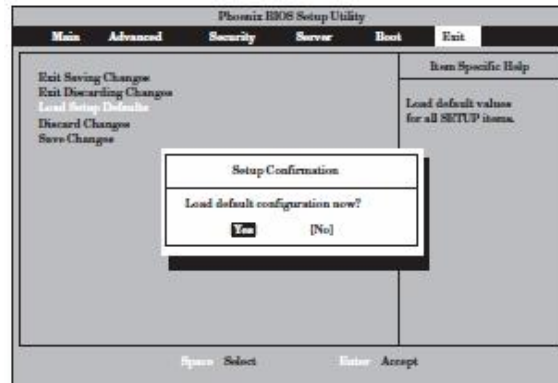 Phoenix BIOS Setup Utility
Main Advanced Security Server Boot Exit
Exit Saving Changes
Exit Discarding Changes
Load Setup Defaults
Discard Changes
Save Changes
Item Specific Help
Load default values
for all SETUP items.
Setup Confirmation
Load default configuration now?
Yes [No]
Space Select Enter Accept